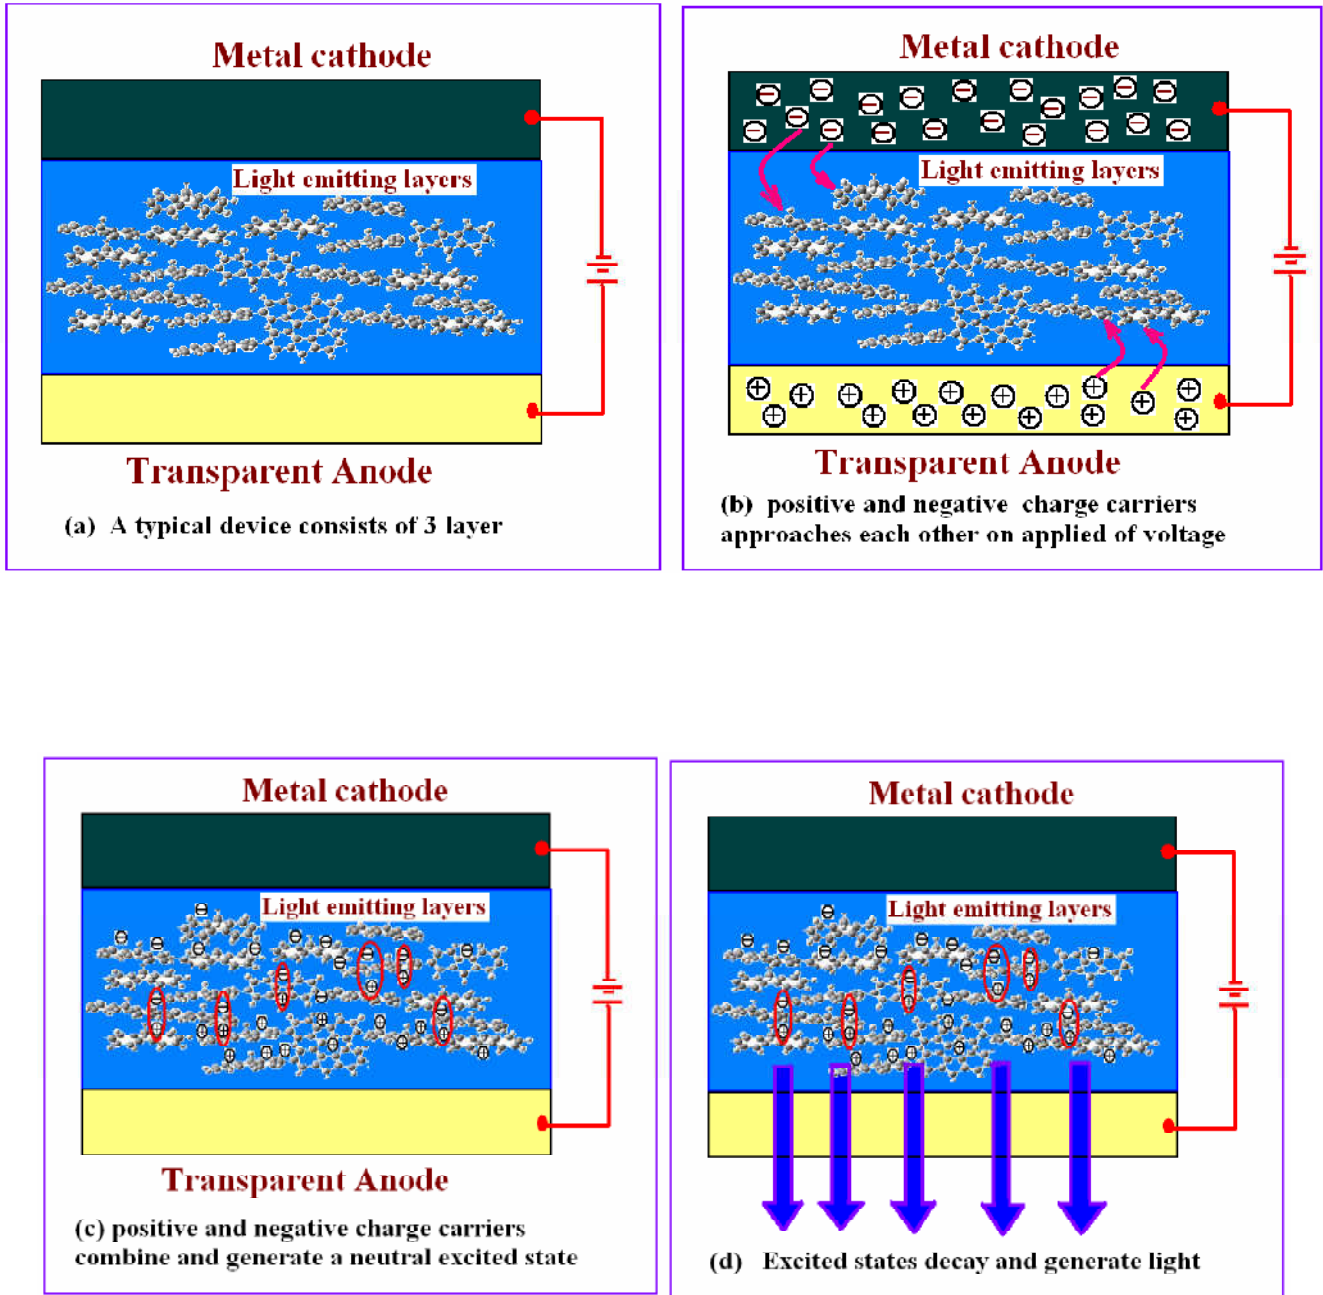 Metal cathode
Light emitting layers
Transparent Anode
(a) A typical device consists of 3 layer
Metal cathode
Light emitting layers
Transparent Anode
(b) positive and negative charge carriers
approaches each other on applied of voltage
Metal cathode
Light emitting layers
Transparent Anode
(c) positive and negative charge carriers
combine and generate a neutral excited state
Metal cathode
Light emitting layers
(d) Excited states decay and generate light